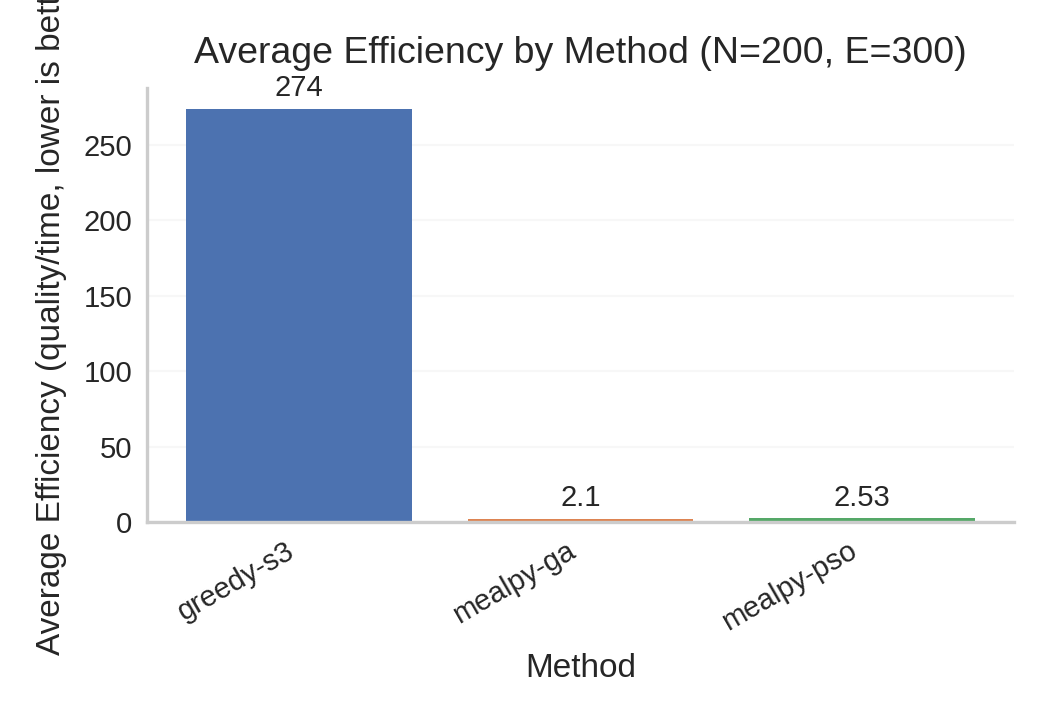 Average Efficiency by Method (N=200, E=300)
Average Efficiency (quality/time, lower is
274
2.1
2.53
250
200
150
100
50
0
greedy-s3
mealpy-ga
mealpy-pso
Method